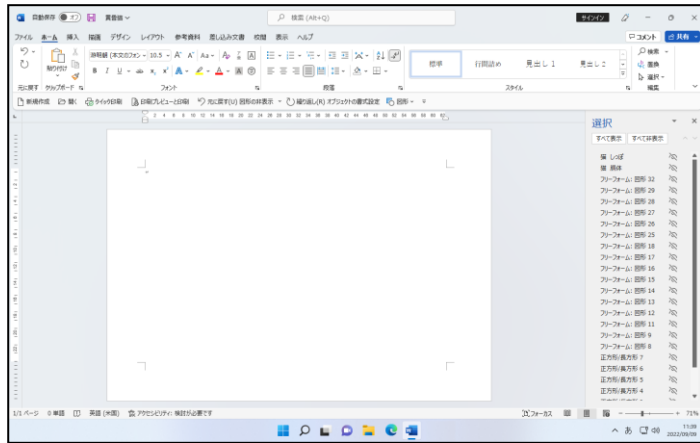 自動保存 オフ 黄昏猫 検索 (Alt+Q) サインイン
ファイル ホーム 挿入 描画 デザイン レイアウト 参考資料 差し込み文書 校閲 表示 ヘルプ コメント 共有
貼り付け 游明朝 (本文のフォン 10.5 標準 行間詰め 見出し 1 見出し 2 検索 置換 選択
元に戻す クリップボード フォント 段落 スタイル 編集
新規作成 開く クイック印刷 印刷プレビューと印刷 元に戻す(U) 図形の非表示 繰り返し(R) オブジェクトの書式設定 図形
選択
すべて表示 すべて非表示
猫 しっぽ
猫 胴体
フリーフォーム: 図形 32
フリーフォーム: 図形 29
フリーフォーム: 図形 28
フリーフォーム: 図形 27
フリーフォーム: 図形 26
フリーフォーム: 図形 25
フリーフォーム: 図形 18
フリーフォーム: 図形 17
フリーフォーム: 図形 16
フリーフォーム: 図形 15
フリーフォーム: 図形 14
フリーフォーム: 図形 13
フリーフォーム: 図形 12
フリーフォーム: 図形 11
フリーフォーム: 図形 9
フリーフォーム: 図形 8
正方形/長方形 7
正方形/長方形 6
正方形/長方形 5
正方形/長方形 4
1/1 ページ 0 単語 英語 (米国) アクセシビリティ: 検討が必要です フォーカス 71%
あ 2022/09/09